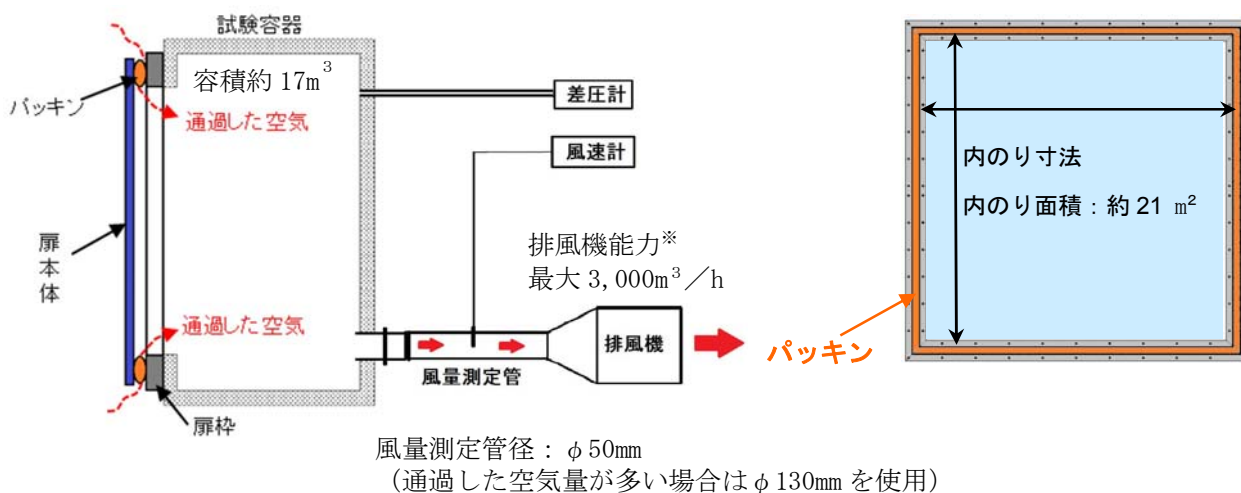 試験容器
容積約 17m³
パッキン
通過した空気
差圧計
風速計
扉本体
排風機能力※
最大 3,000m³／h
通過した空気
排風機
風量測定管
扉枠
風量測定管径：φ50mm
（通過した空気量が多い場合はφ130mm を使用）
内のり寸法
内のり面積：約 21 m²
パッキン